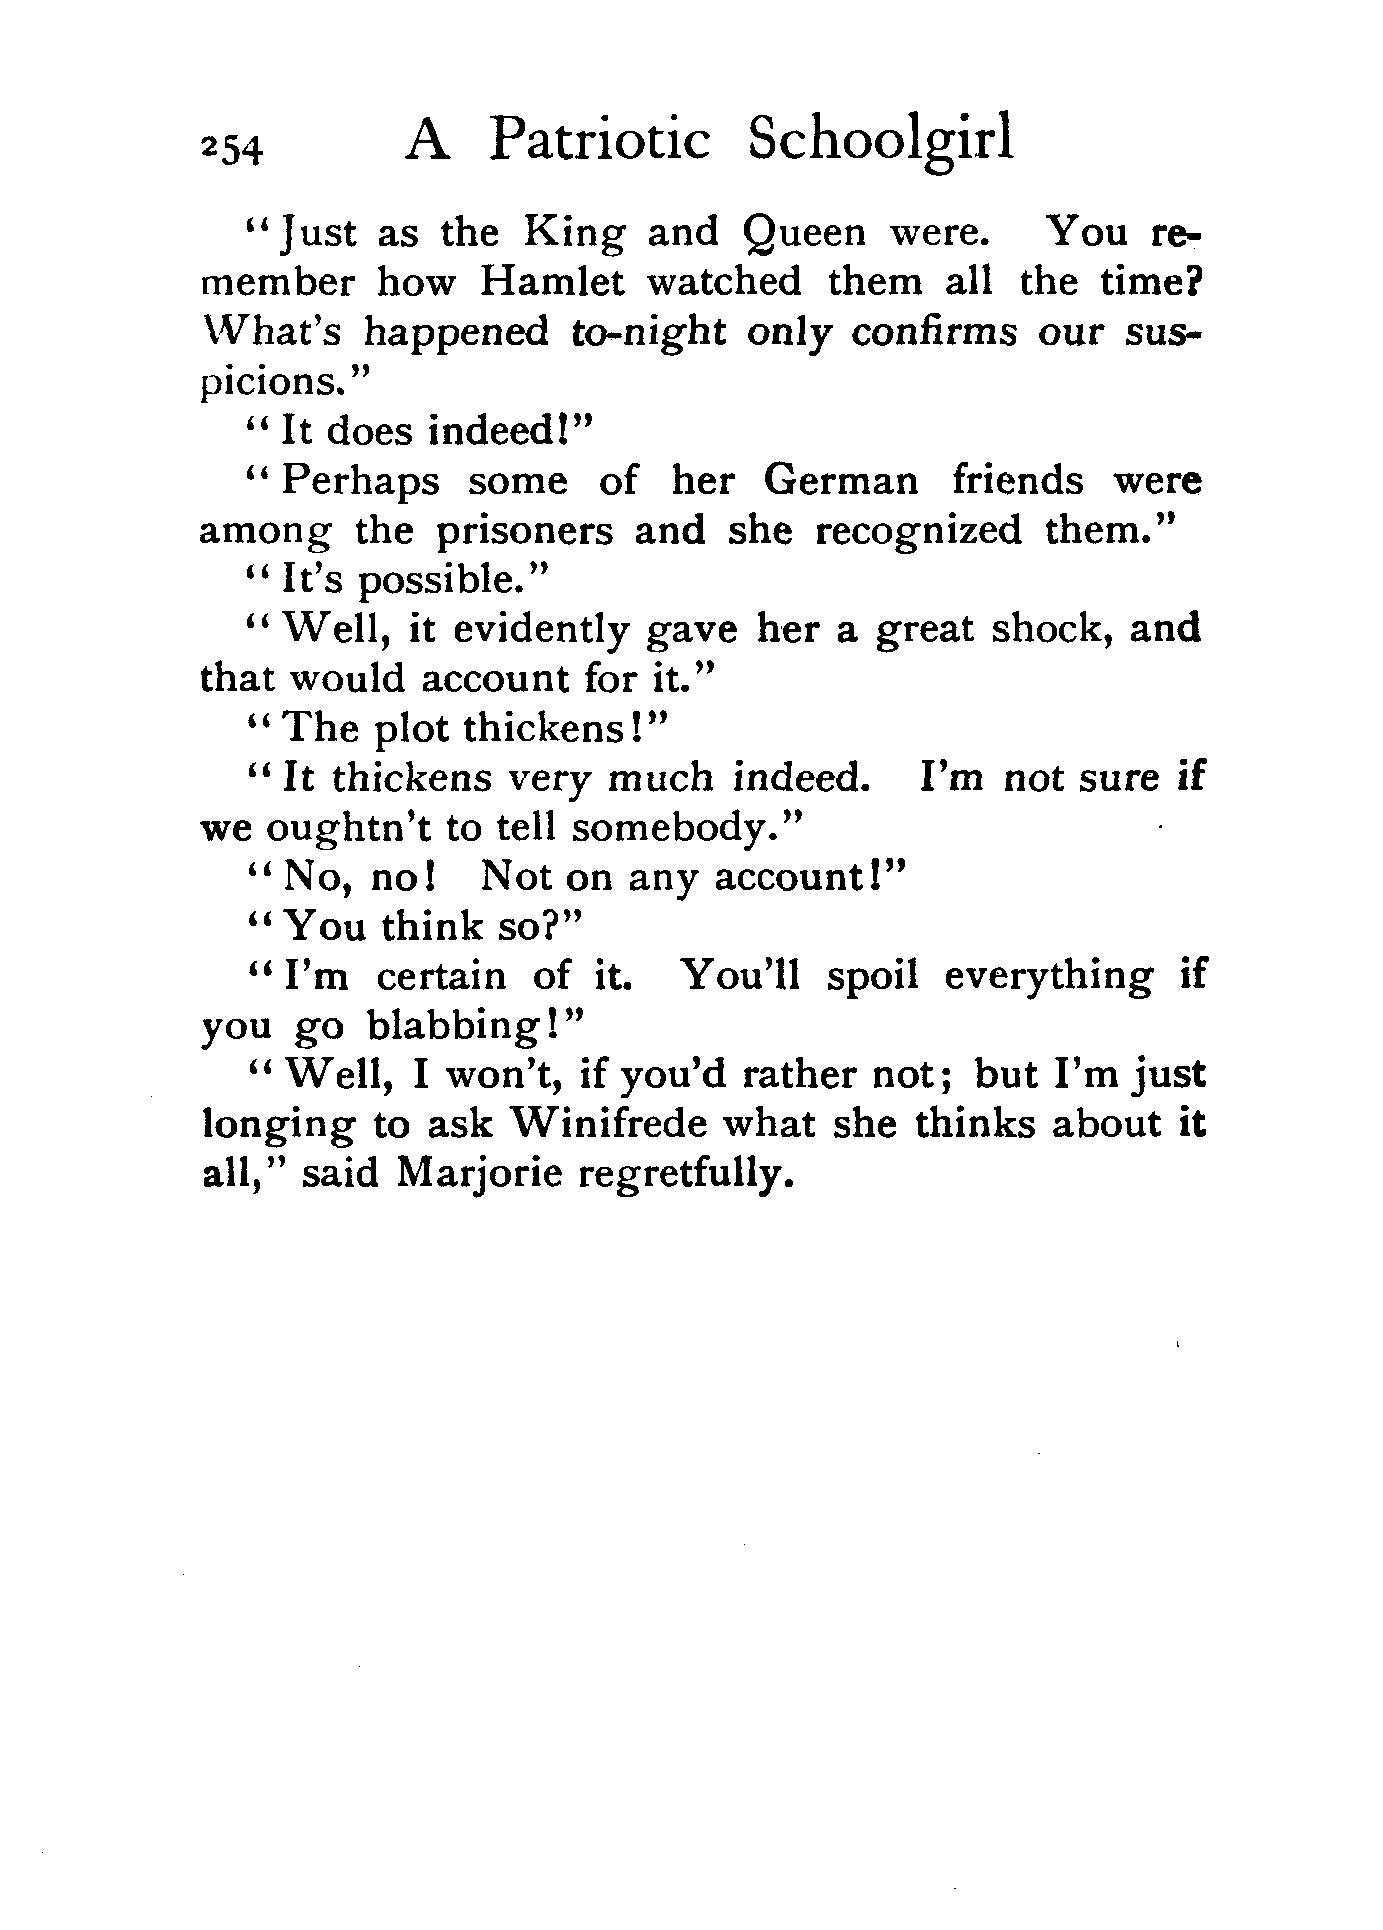 254 A Patriotic Schoolgirl
“Just as the King and Queen were. You re-
member how Hamlet watched them all the time?
What's happened to-night only confirms our sus-
picions.”
“It does indeed!”
“Perhaps some of her German friends were
among the prisoners and she recognized them.”
“It's possible.”
“Well, it evidently gave her a great shock, and
that would account for it.”
“The plot thickens!”
“It thickens very much indeed. I'm not sure if
we oughtn't to tell somebody.”
“No, no! Not on any account!”
“You think so?”
“I'm certain of it. You'll spoil everything if
you go blabbing!”
“Well, I won't, if you'd rather not; but I'm just
longing to ask Winifrede what she thinks about it
all,” said Marjorie regretfully.